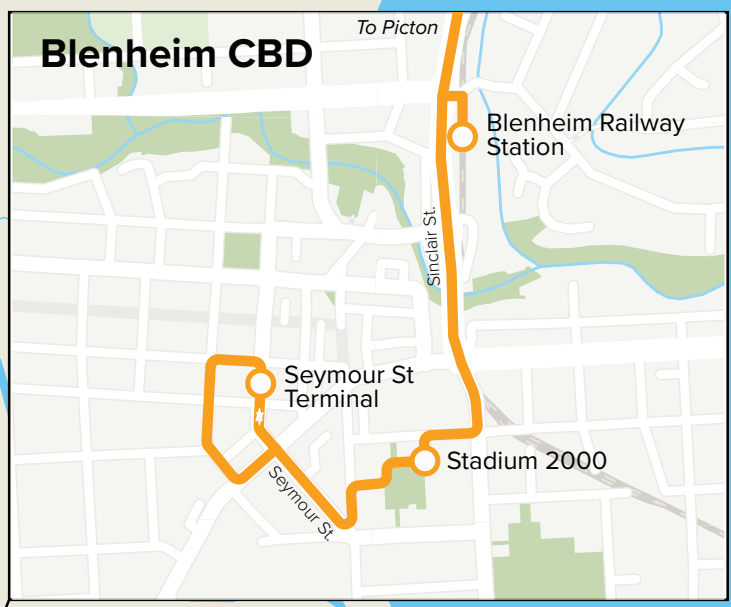 To Picton
Blenheim CBD
Blenheim Railway
Station
Sinclair St.
Seymour St
Terminal
Stadium 2000
Seymour St.